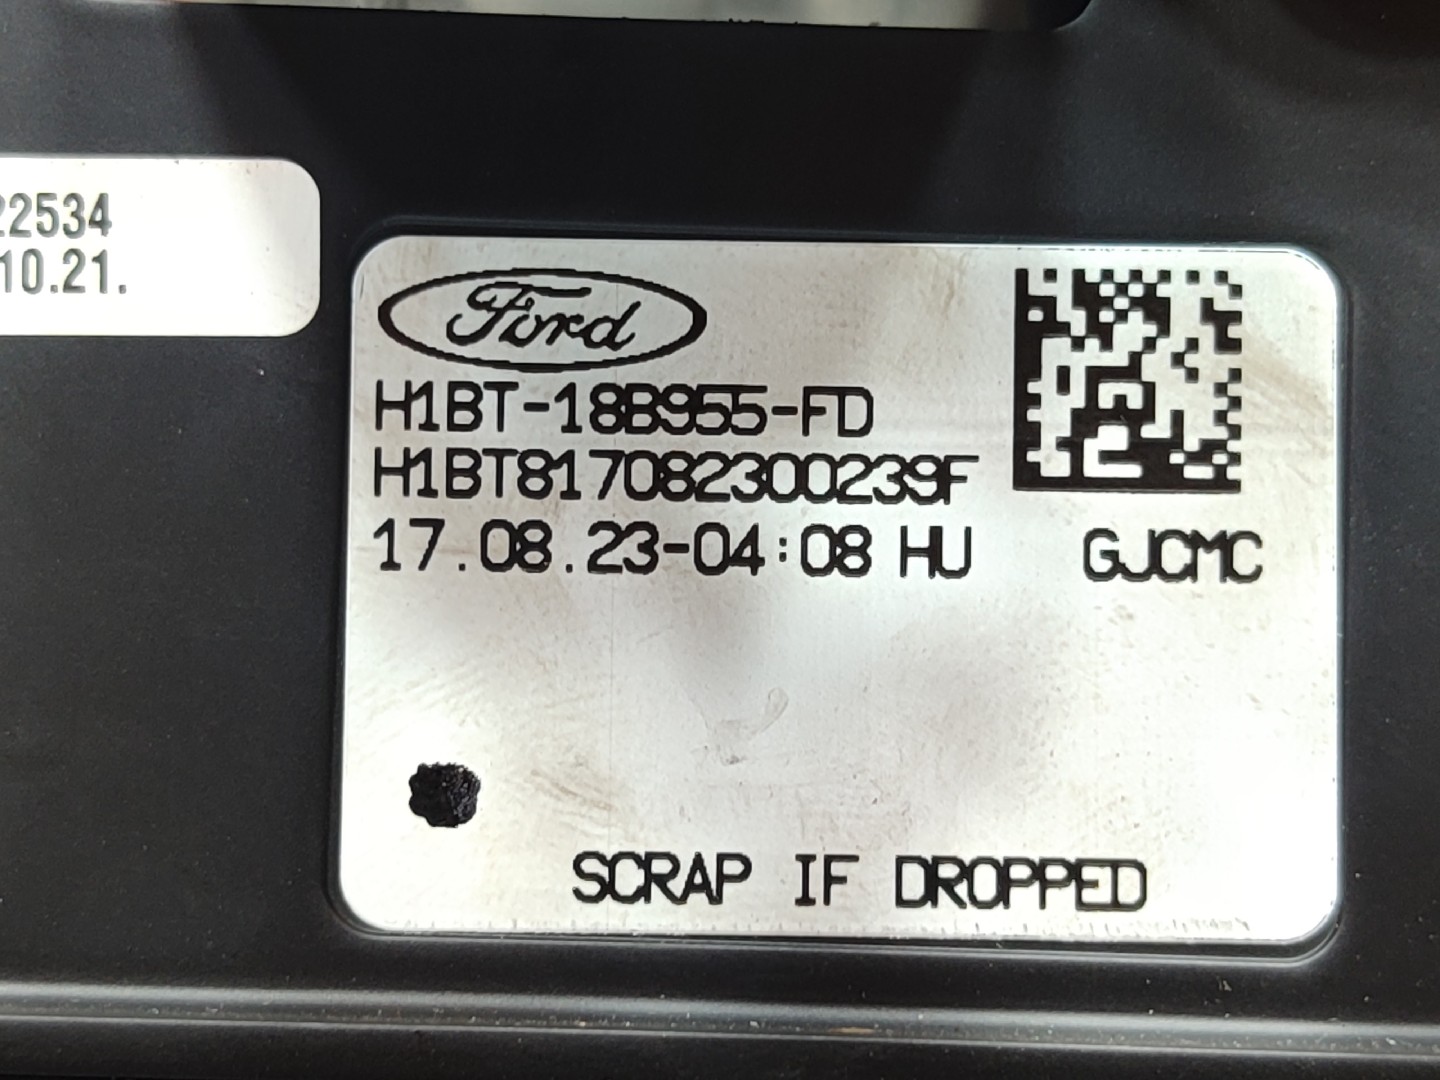 22534
10.21.
Ford
H1BT-18B955-FD
H1BT817082300239F
17.08.23-04:08 HU GJCMC
SCRAP IF DROPPED